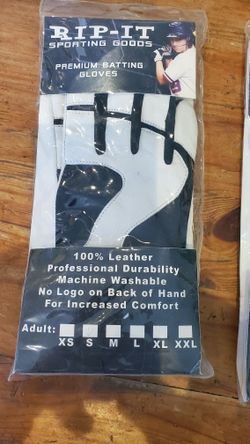 RIP-IT
SPORTING GOODS
PREMIUM BATTING
GLOVES
100% Leather
Professional Durability
Machine Washable
No Logo on Back of Hand
For Increased Comfort
Adult:
XS S M L XL XXL